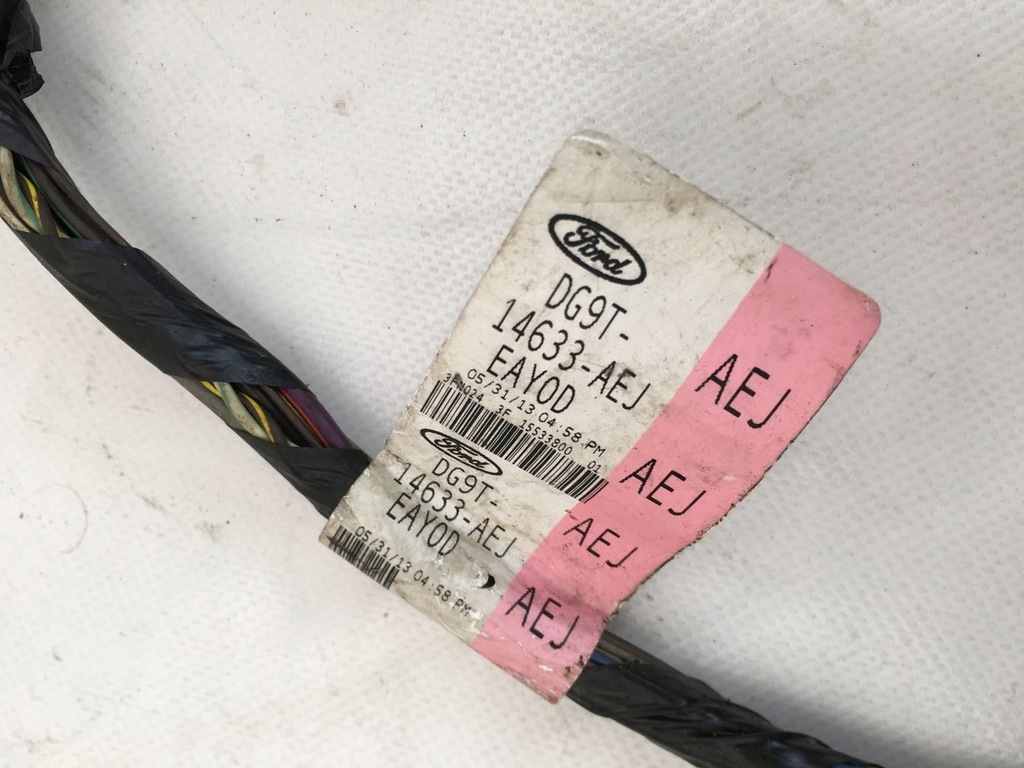 Ford
DG9T-
14633-AEJ
EAYOD
05/31/13 04:58 PM
3F 15533800 01
Ford
DG9T-
14633-AEJ
EAYOD
05/31/13 04:58 PM
AEJ
AEJ
AEJ
AEJ